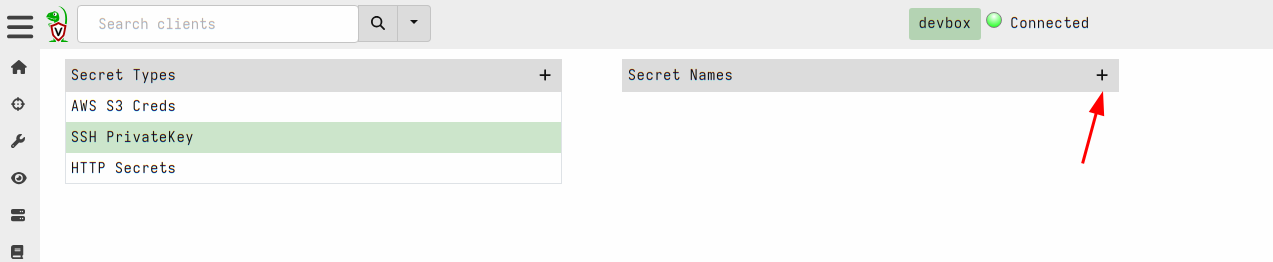 Search clients
devbox Connected
Secret Types
Secret Names
AWS S3 Creds
SSH PrivateKey
HTTP Secrets